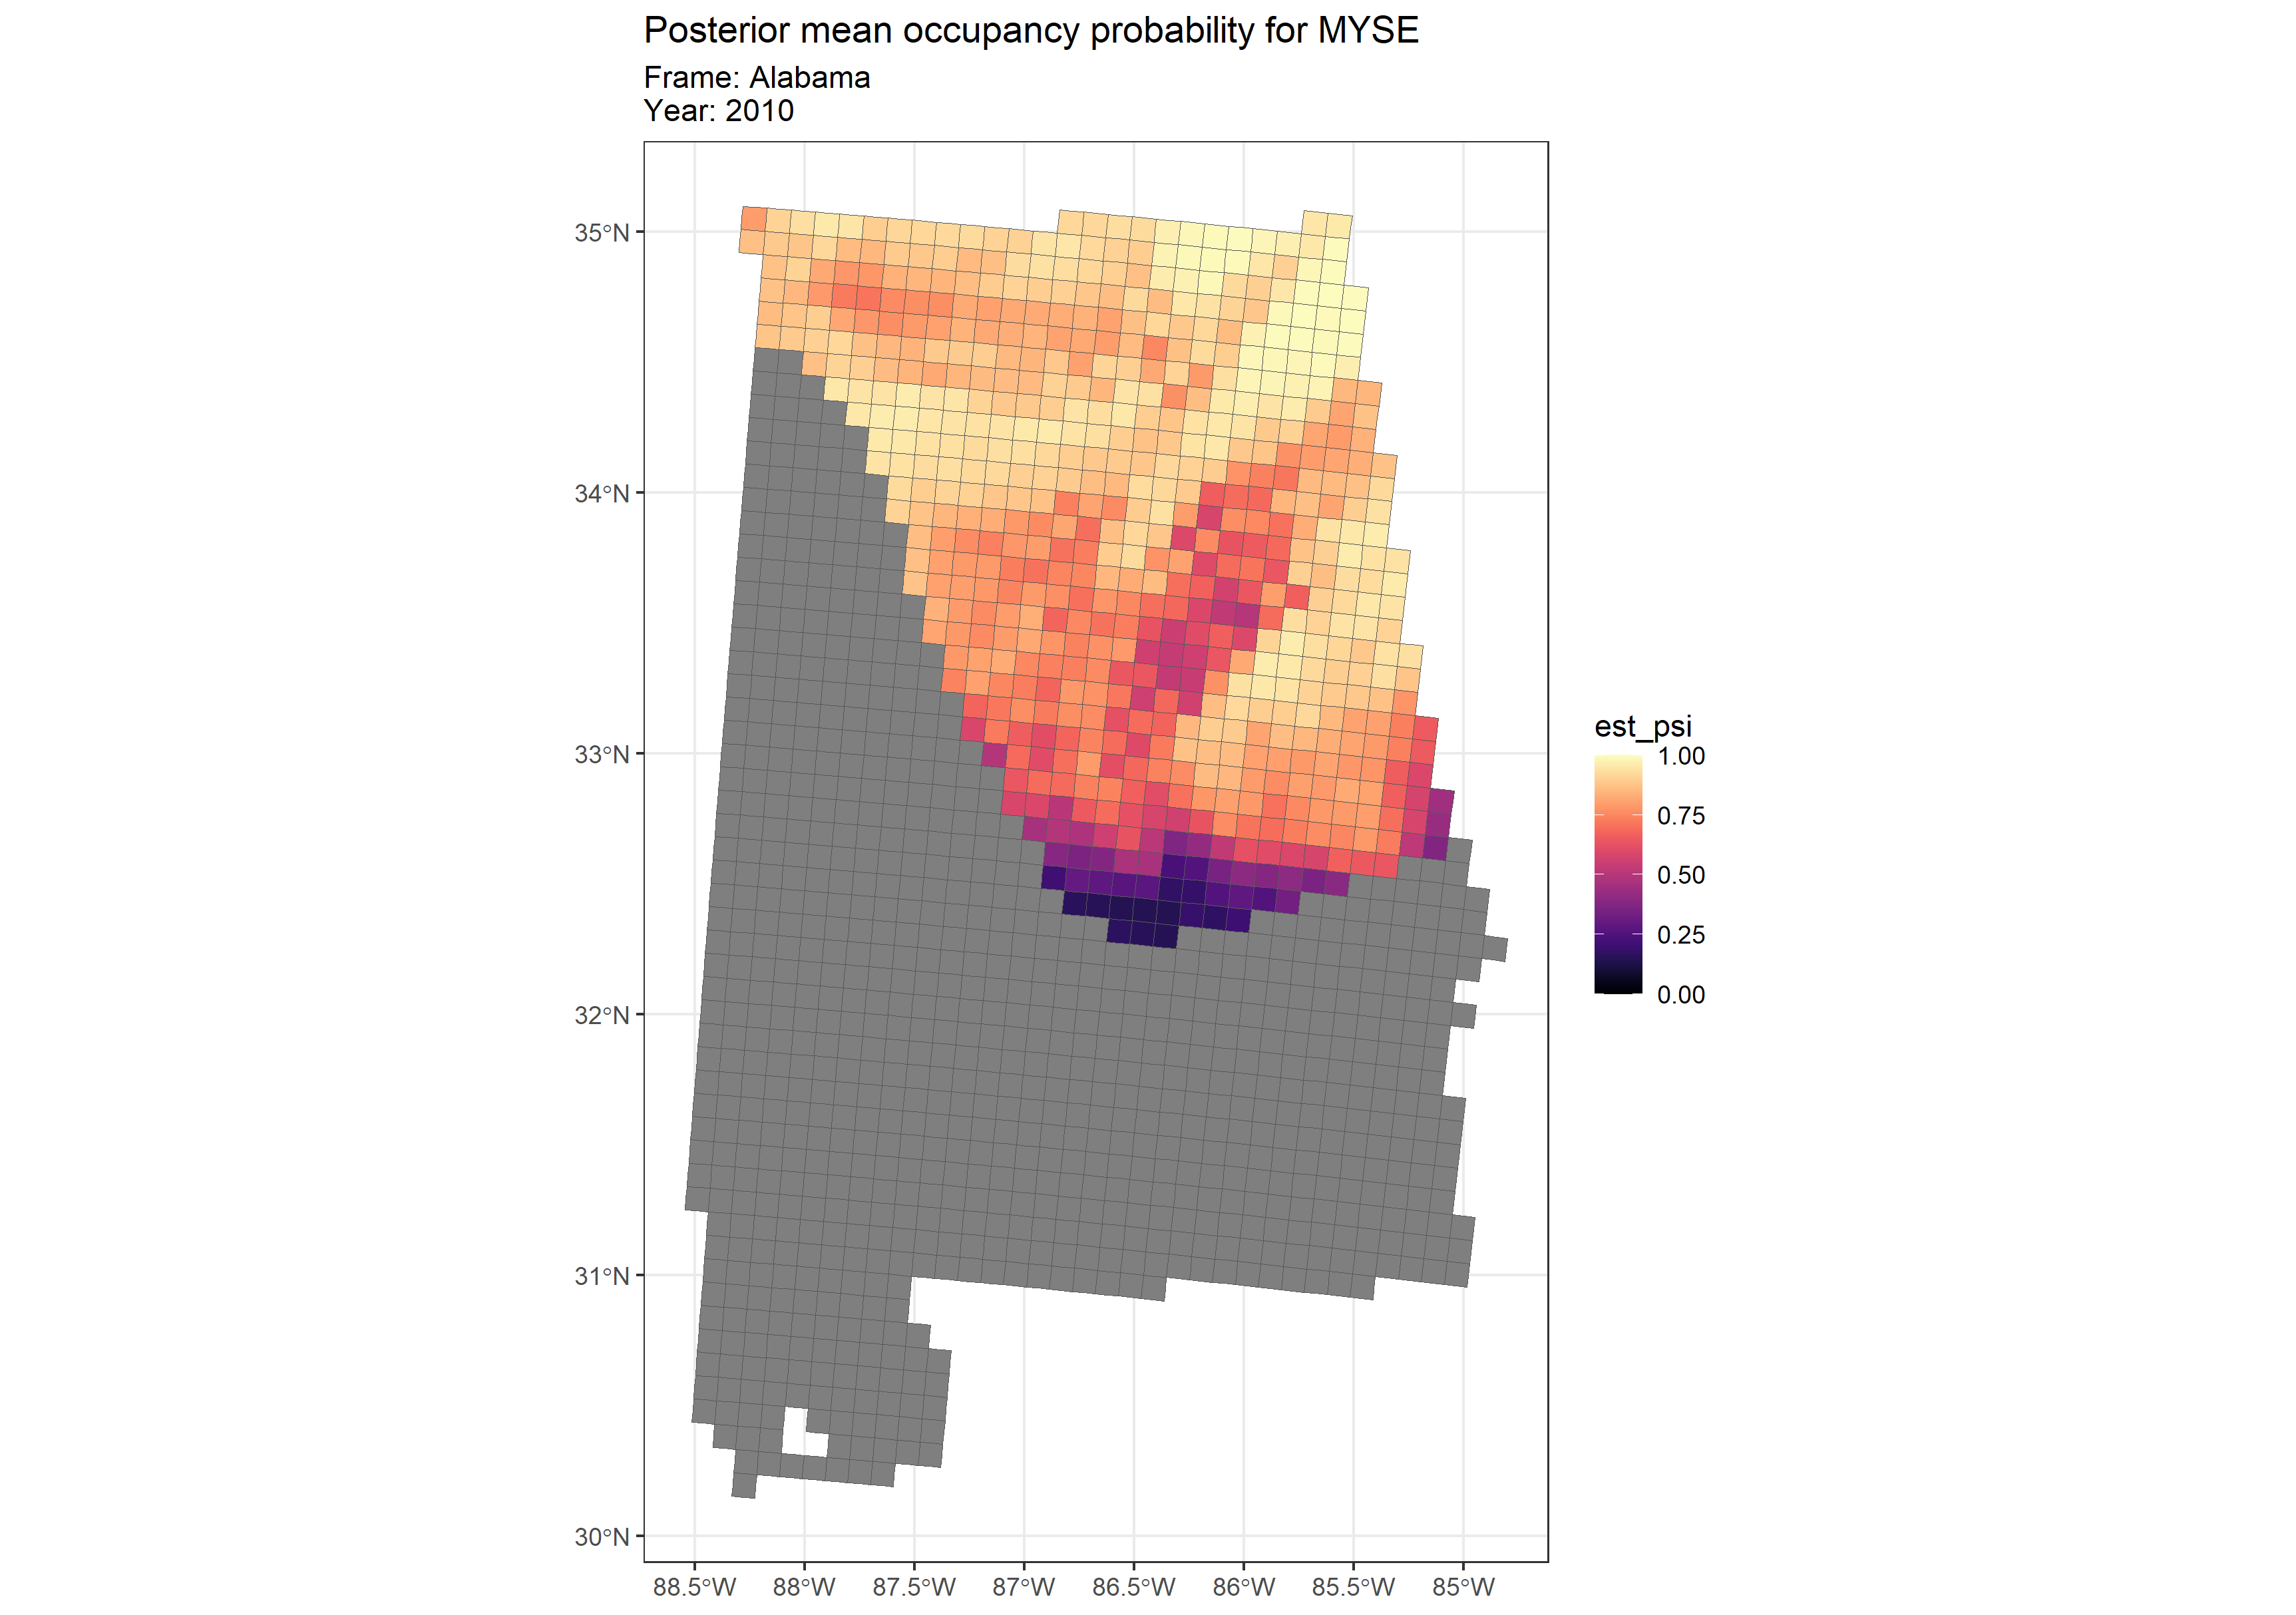 Posterior mean occupancy probability for MYSE
Frame: Alabama
Year: 2010
35°N
34°N
33°N
32°N
31°N
30°N
88.5°W 88°W 87.5°W 87°W 86.5°W 86°W 85.5°W 85°W
est_psi
1.00
0.75
0.50
0.25
0.00